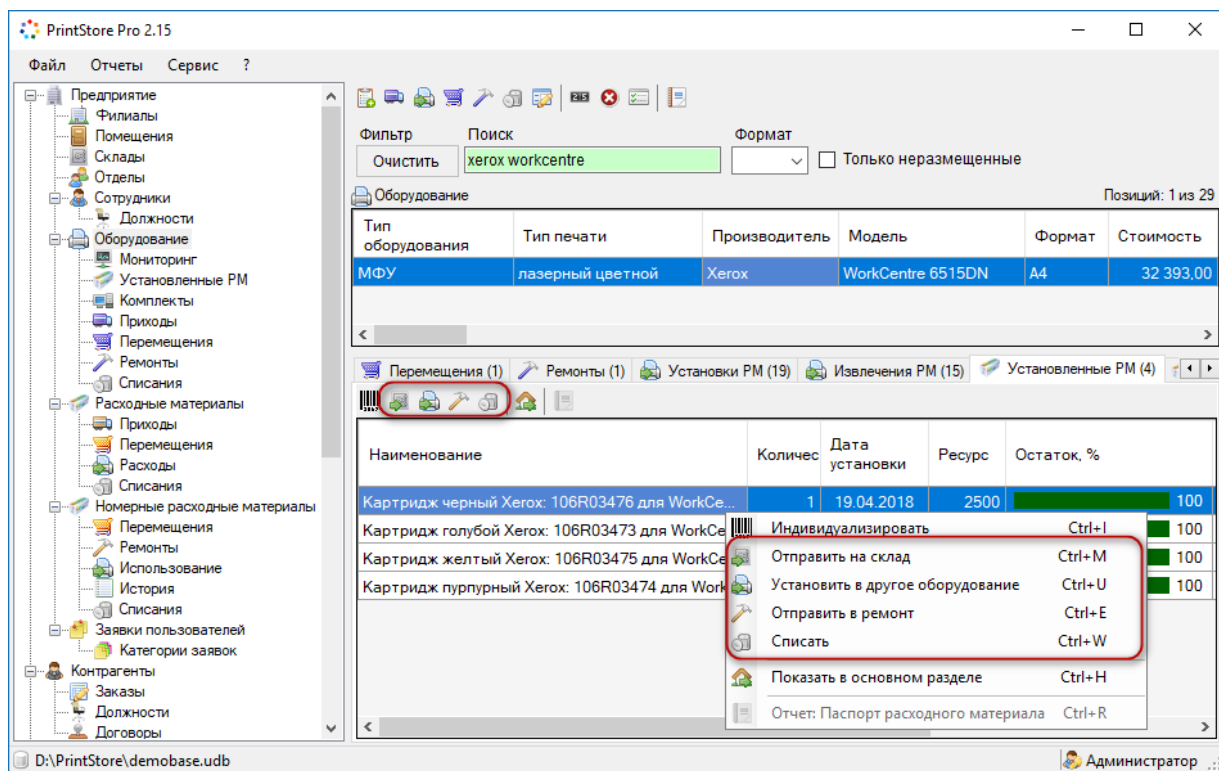 PrintStore Pro 2.15
Файл Отчеты Сервис ?
Предприятие
Филиалы
Помещения
Склады
Отделы
Сотрудники
Должности
Оборудование
Мониторинг
Установленные РМ
Комплекты
Приходы
Перемещения
Ремонты
Списания
Расходные материалы
Приходы
Перемещения
Расходы
Списания
Номерные расходные материалы
Перемещения
Ремонты
Использование
История
Списания
Заявки пользователей
Категории заявок
Контрагенты
Заказы
Должности
Договоры
Фильтр Поиск Формат
Очистить xerox workcentre Только неразмещенные
Оборудование Позиций: 1 из 29
Тип оборудования Тип печати Производитель Модель Формат Стоимость
МФУ лазерный цветной Xerox WorkCentre 6515DN A4 32 393,00
Перемещения (1) Ремонты (1) Установки РМ (19) Извлечения РМ (15) Установленные РМ (4)
Наименование Количес Дата установки Ресурс Остаток, %
Картридж черный Xerox: 106R03476 для WorkCe... 1 19.04.2018 2500 100
Картридж голубой Xerox: 106R03473 для WorkCe 100
Картридж желтый Xerox: 106R03475 для WorkCe 100
Картридж пурпурный Xerox: 106R03474 для Work 100
Индивидуализировать Ctrl+I
Отправить на склад Ctrl+M
Установить в другое оборудование Ctrl+U
Отправить в ремонт Ctrl+E
Списать Ctrl+W
Показать в основном разделе Ctrl+H
Отчет: Паспорт расходного материала Ctrl+R
D:\PrintStore\demobase.udb Администратор